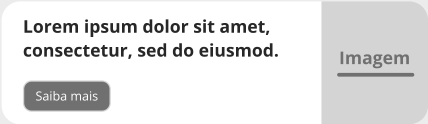 Lorem ipsum dolor sit amet,
consectetur, sed do eiusmod.
Saiba mais
Imagem